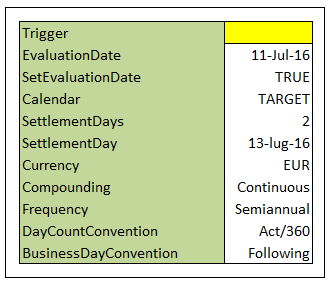 Trigger
EvaluationDate 11-Jul-16
SetEvaluationDate TRUE
Calendar TARGET
SettlementDays 2
SettlementDay 13-lug-16
Currency EUR
Compounding Continuous
Frequency Semiannual
DayCountConvention Act/360
BusinessDayConvention Following